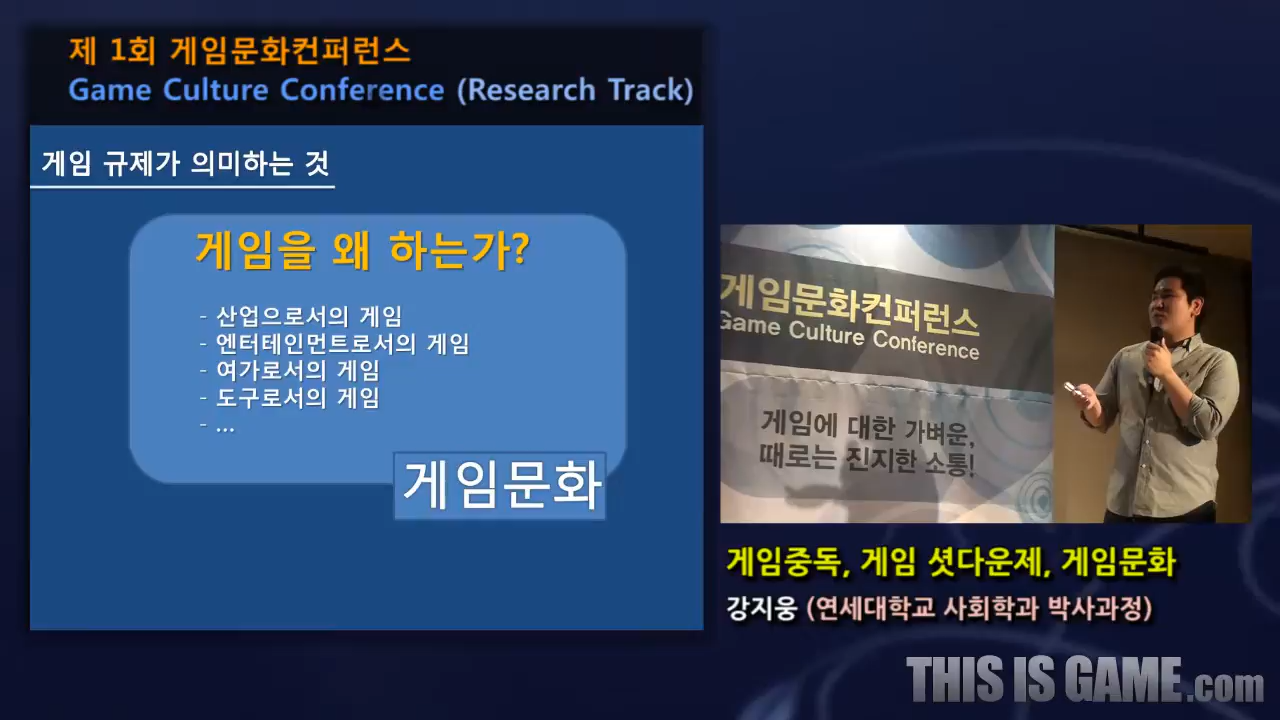 제 1회 게임문화컨퍼런스
Game Culture Conference (Research Track)
게임 규제가 의미하는 것
게임을 왜 하는가?
- 산업으로서의 게임
- 엔터테인먼트로서의 게임
- 여가로서의 게임
- 도구로서의 게임
- ...
게임문화
게임문화컨퍼런스
Game Culture Conference
게임에 대한 가벼운,
때로는 진지한 소통!
게임중독, 게임 셧다운제, 게임문화
강지웅 (연세대학교 사회학과 박사과정)
THIS IS GAME.com